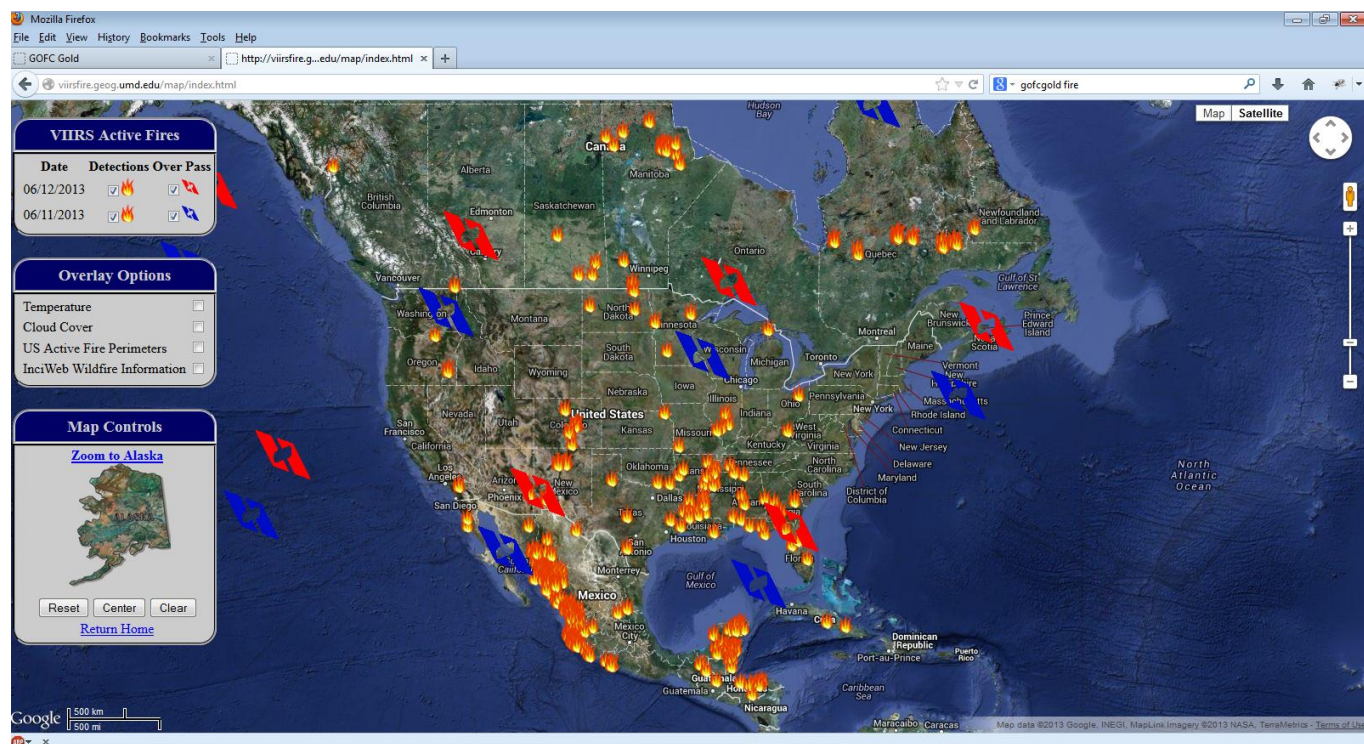 Mozilla Firefox
File Edit View History Bookmarks Tools Help
GOFC Gold
http://viirsfire.g...edu/map/index.html
viirsfire.geog.umd.edu/map/index.html
gofcgold fire
VIIRS Active Fires
Date Detections Over Pass
06/12/2013
06/11/2013
Overlay Options
Temperature
Cloud Cover
US Active Fire Perimeters
InciWeb Wildfire Information
Map Controls
Zoom to Alaska
ALASKA
Reset Center Clear
Return Home
Map Satellite
Hudson
Bay
Canada
Alberta
Manitoba
British
Columbia
Edmonton
Saskatchewan
Newfoundland
and Labrador
Calgary
Ontario
Quebec
Winnipeg
Vancouver
Gulf of St
Lawrence
Washington
Montana
North
Dakota
Minnesota
New
Brunswick
Prince
Edward
Island
Nova
Scotia
Montreal
Maine
South
Dakota
Wisconsin
Michigan
Toronto
Oregon
Idaho
Wyoming
New York
Vermont
New
Hampshire
Iowa
Chicago
Nebraska
Illinois
Ohio
Pennsylvania
New York
Massachusetts
Rhode Island
Nevada
Utah
Colorado
United States
Kansas
Missouri
Indiana
West
Virginia
Connecticut
San
Francisco
California
Kentucky
Virginia
New Jersey
Delaware
Maryland
Los
Angeles
Arizona
Phoenix
New
Mexico
Oklahoma
Tennessee
North
Carolina
District of
Columbia
San Diego
Dallas
Mississippi
South
Carolina
North
Atlantic
Ocean
Texas
Louisiana
Georgia
San
Antonio
Houston
Florida
Monterrey
Gulf of
Mexico
Mexico
Havana
Cuba
Mexico
City
Dominican
Republic
Port-au-Prince
Puerto
Rico
Guatemala
Guatemala
Honduras
Caribbean
Sea
Nicaragua
Maracaibo
Caracas
Google
500 km
500 mi
Map data ©2013 Google, INEGI, MapLink Imagery ©2013 NASA, TerraMetrics - Terms of Use